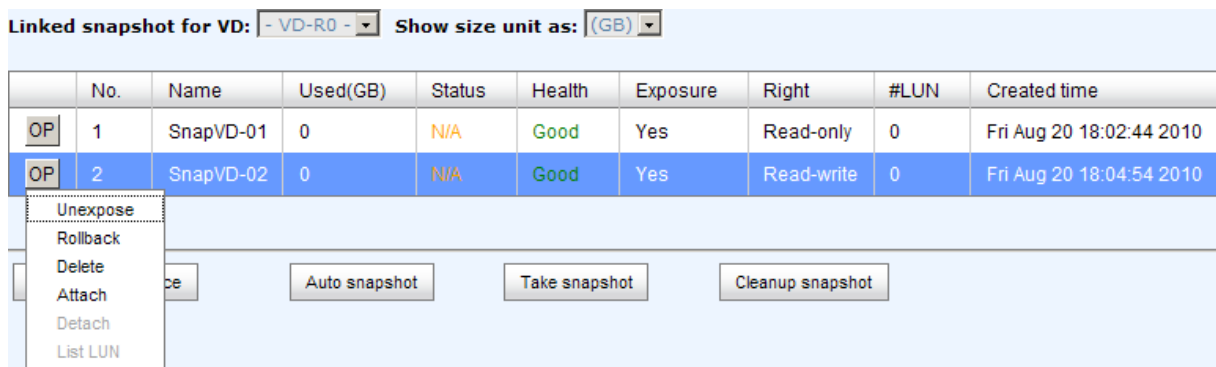 Linked snapshot for VD: - VD-R0 - Show size unit as: (GB)
No. Name Used(GB) Status Health Exposure Right #LUN Created time
OP 1 SnapVD-01 0 N/A Good Yes Read-only 0 Fri Aug 20 18:02:44 2010
OP 2 SnapVD-02 0 N/A Good Yes Read-write 0 Fri Aug 20 18:04:54 2010
Unexpose
Rollback
Delete
Attach
Detach
List LUN
Auto snapshot Take snapshot Cleanup snapshot